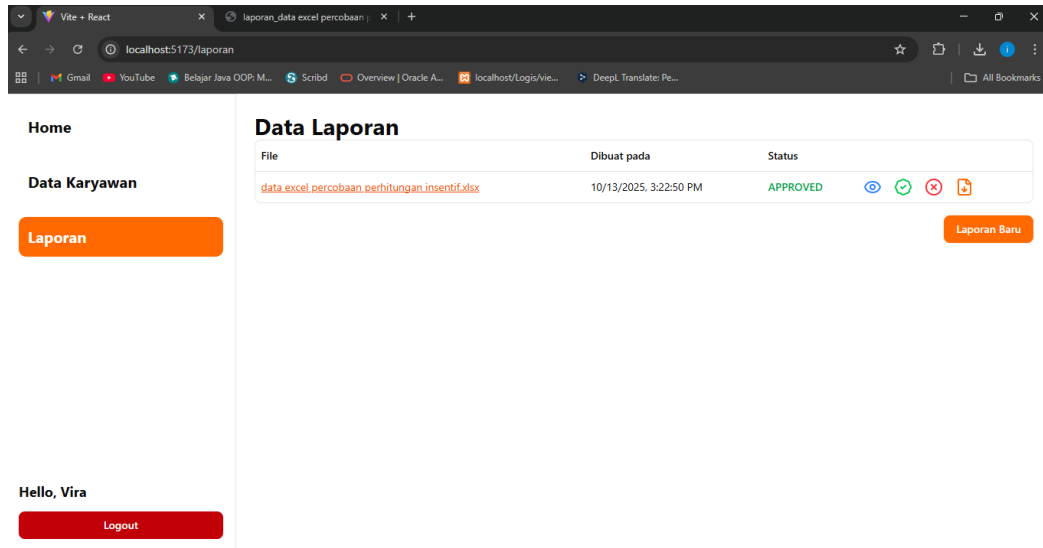 Vite + React
laporan_data excel percobaan
localhost:5173/laporan
Gmail YouTube Belajar Java OOP: M... Scribd Overview | Oracle A... localhost/Logis/vie... DeepL Translate: Pe... All Bookmarks
Home
Data Karyawan
Laporan
Data Laporan
File Dibuat pada Status
data excel percobaan perhitungan insentif.xlsx 10/13/2025, 3:22:50 PM APPROVED
Laporan Baru
Hello, Vira
Logout